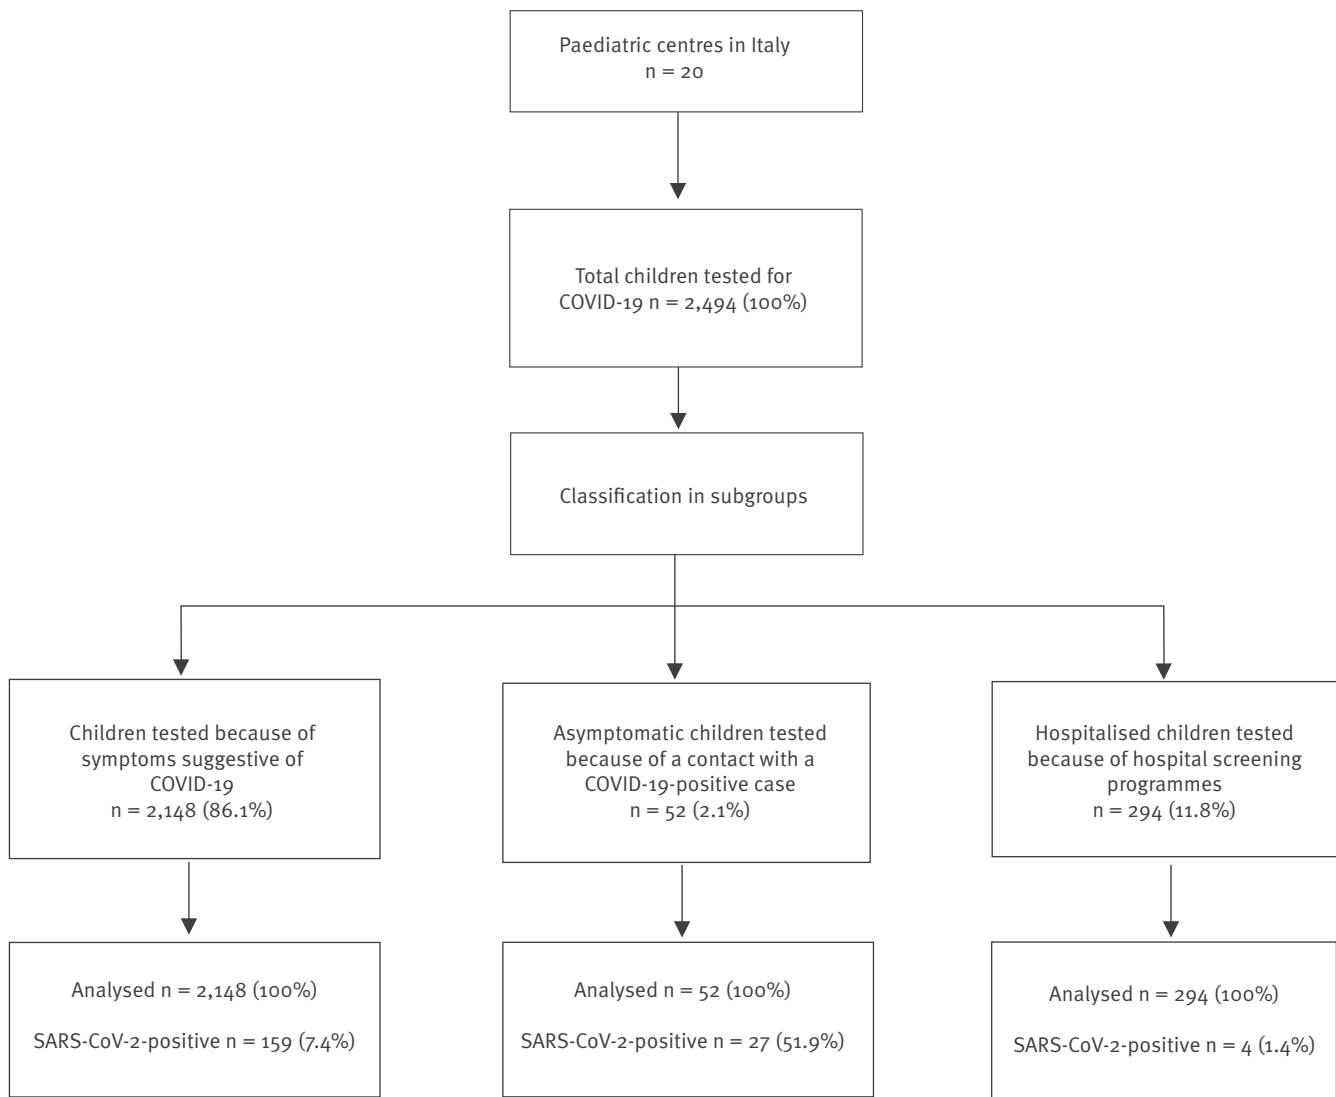 Paediatric centres in Italy
n = 20
Total children tested for
COVID-19 n = 2,494 (100%)
Classification in subgroups
Children tested because of
symptoms suggestive of
COVID-19
n = 2,148 (86.1%)
Asymptomatic children tested
because of a contact with a
COVID-19-positive case
n = 52 (2.1%)
Hospitalised children tested
because of hospital screening
programmes
n = 294 (11.8%)
Analysed n = 2,148 (100%)
SARS-CoV-2-positive n = 159 (7.4%)
Analysed n = 52 (100%)
SARS-CoV-2-positive n = 27 (51.9%)
Analysed n = 294 (100%)
SARS-CoV-2-positive n = 4 (1.4%)